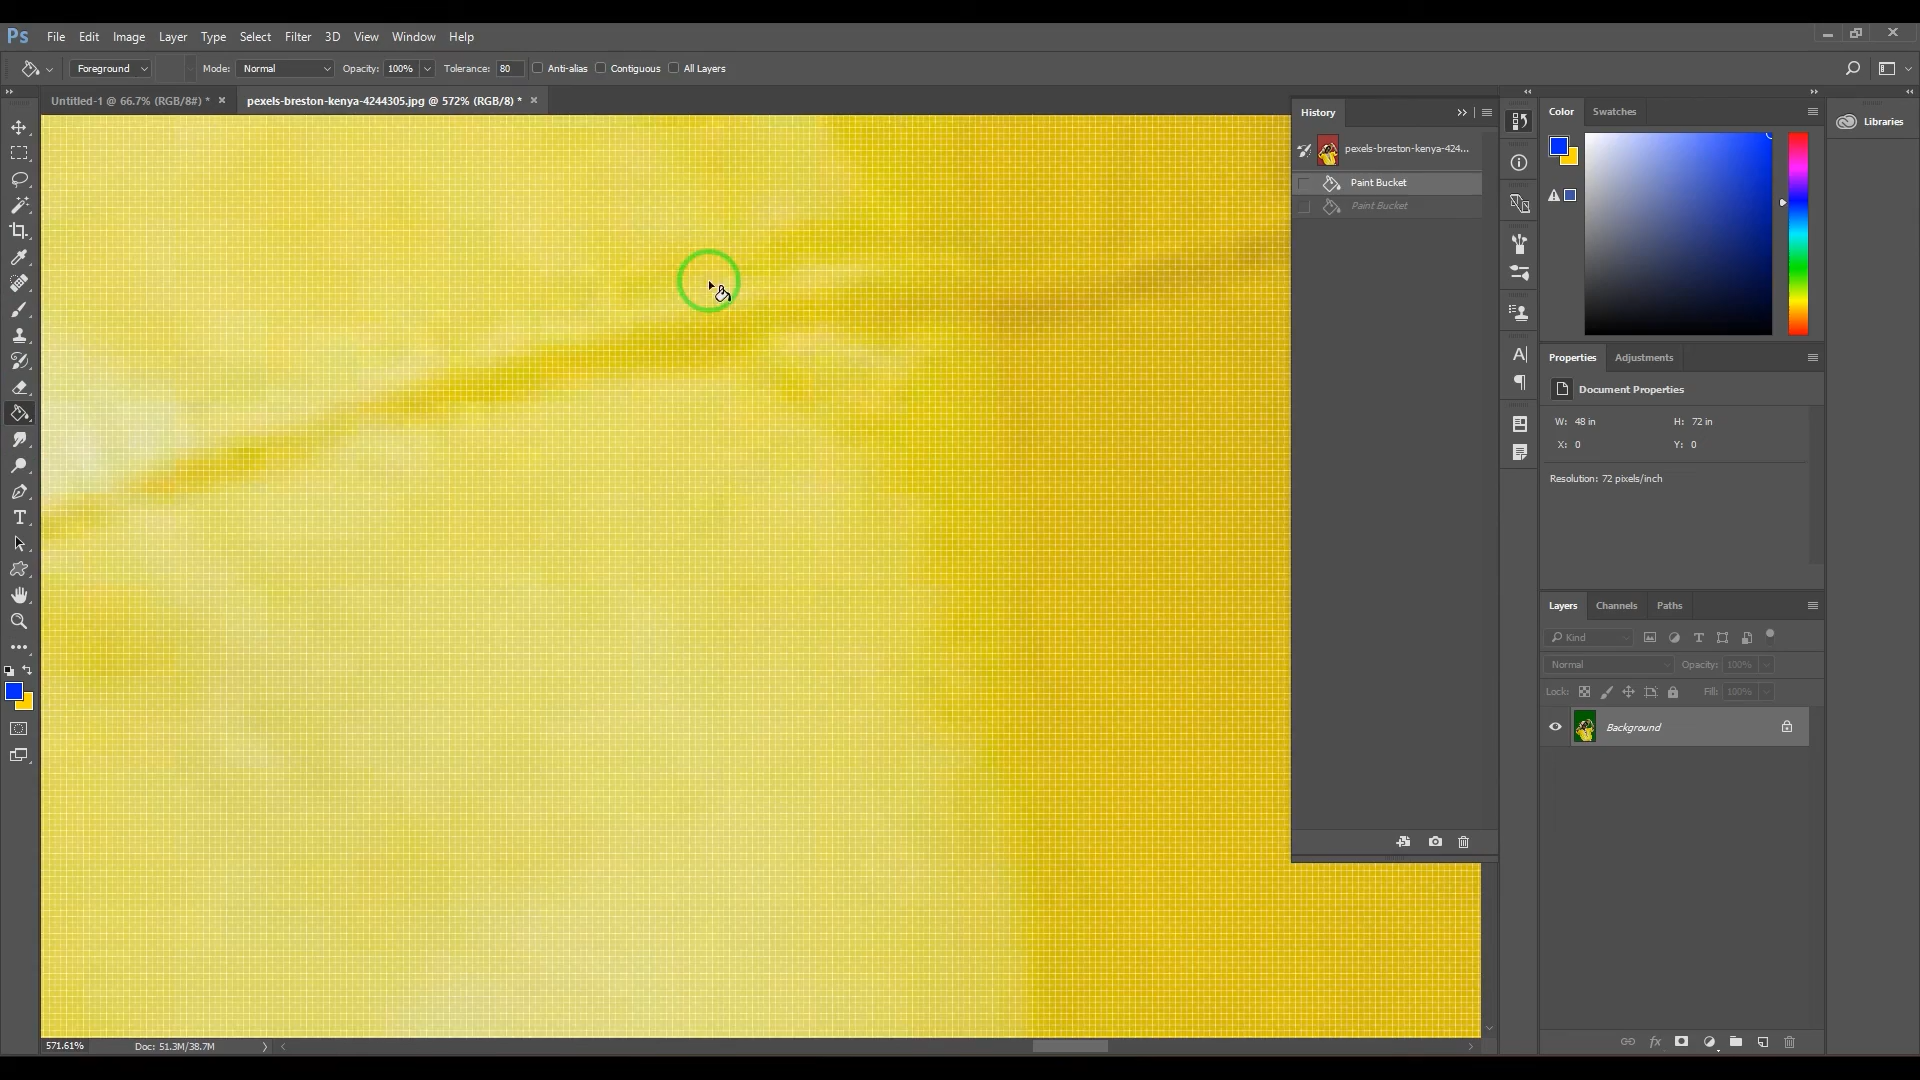 Ps File Edit Image Layer Type Select Filter 3D View Window Help
Foreground Mode: Normal Opacity: 100% Tolerance: 80 Anti-alias Contiguous All Layers
Untitled-1 @ 66.7% (RGB/8#) * × pexels-breston-kenya-4244305.jpg @ 572% (RGB/8) * ×
History
pexels-breston-kenya-424...
Paint Bucket
Paint Bucket
Color Swatches
Libraries
Properties Adjustments
Document Properties
W: 48 in H: 72 in
X: 0 Y: 0
Resolution: 72 pixels/inch
Layers Channels Paths
Kind
Normal Opacity: 100%
Lock: Fill: 100%
Background
fx
571.61% Doc: 51.3M/38.7M